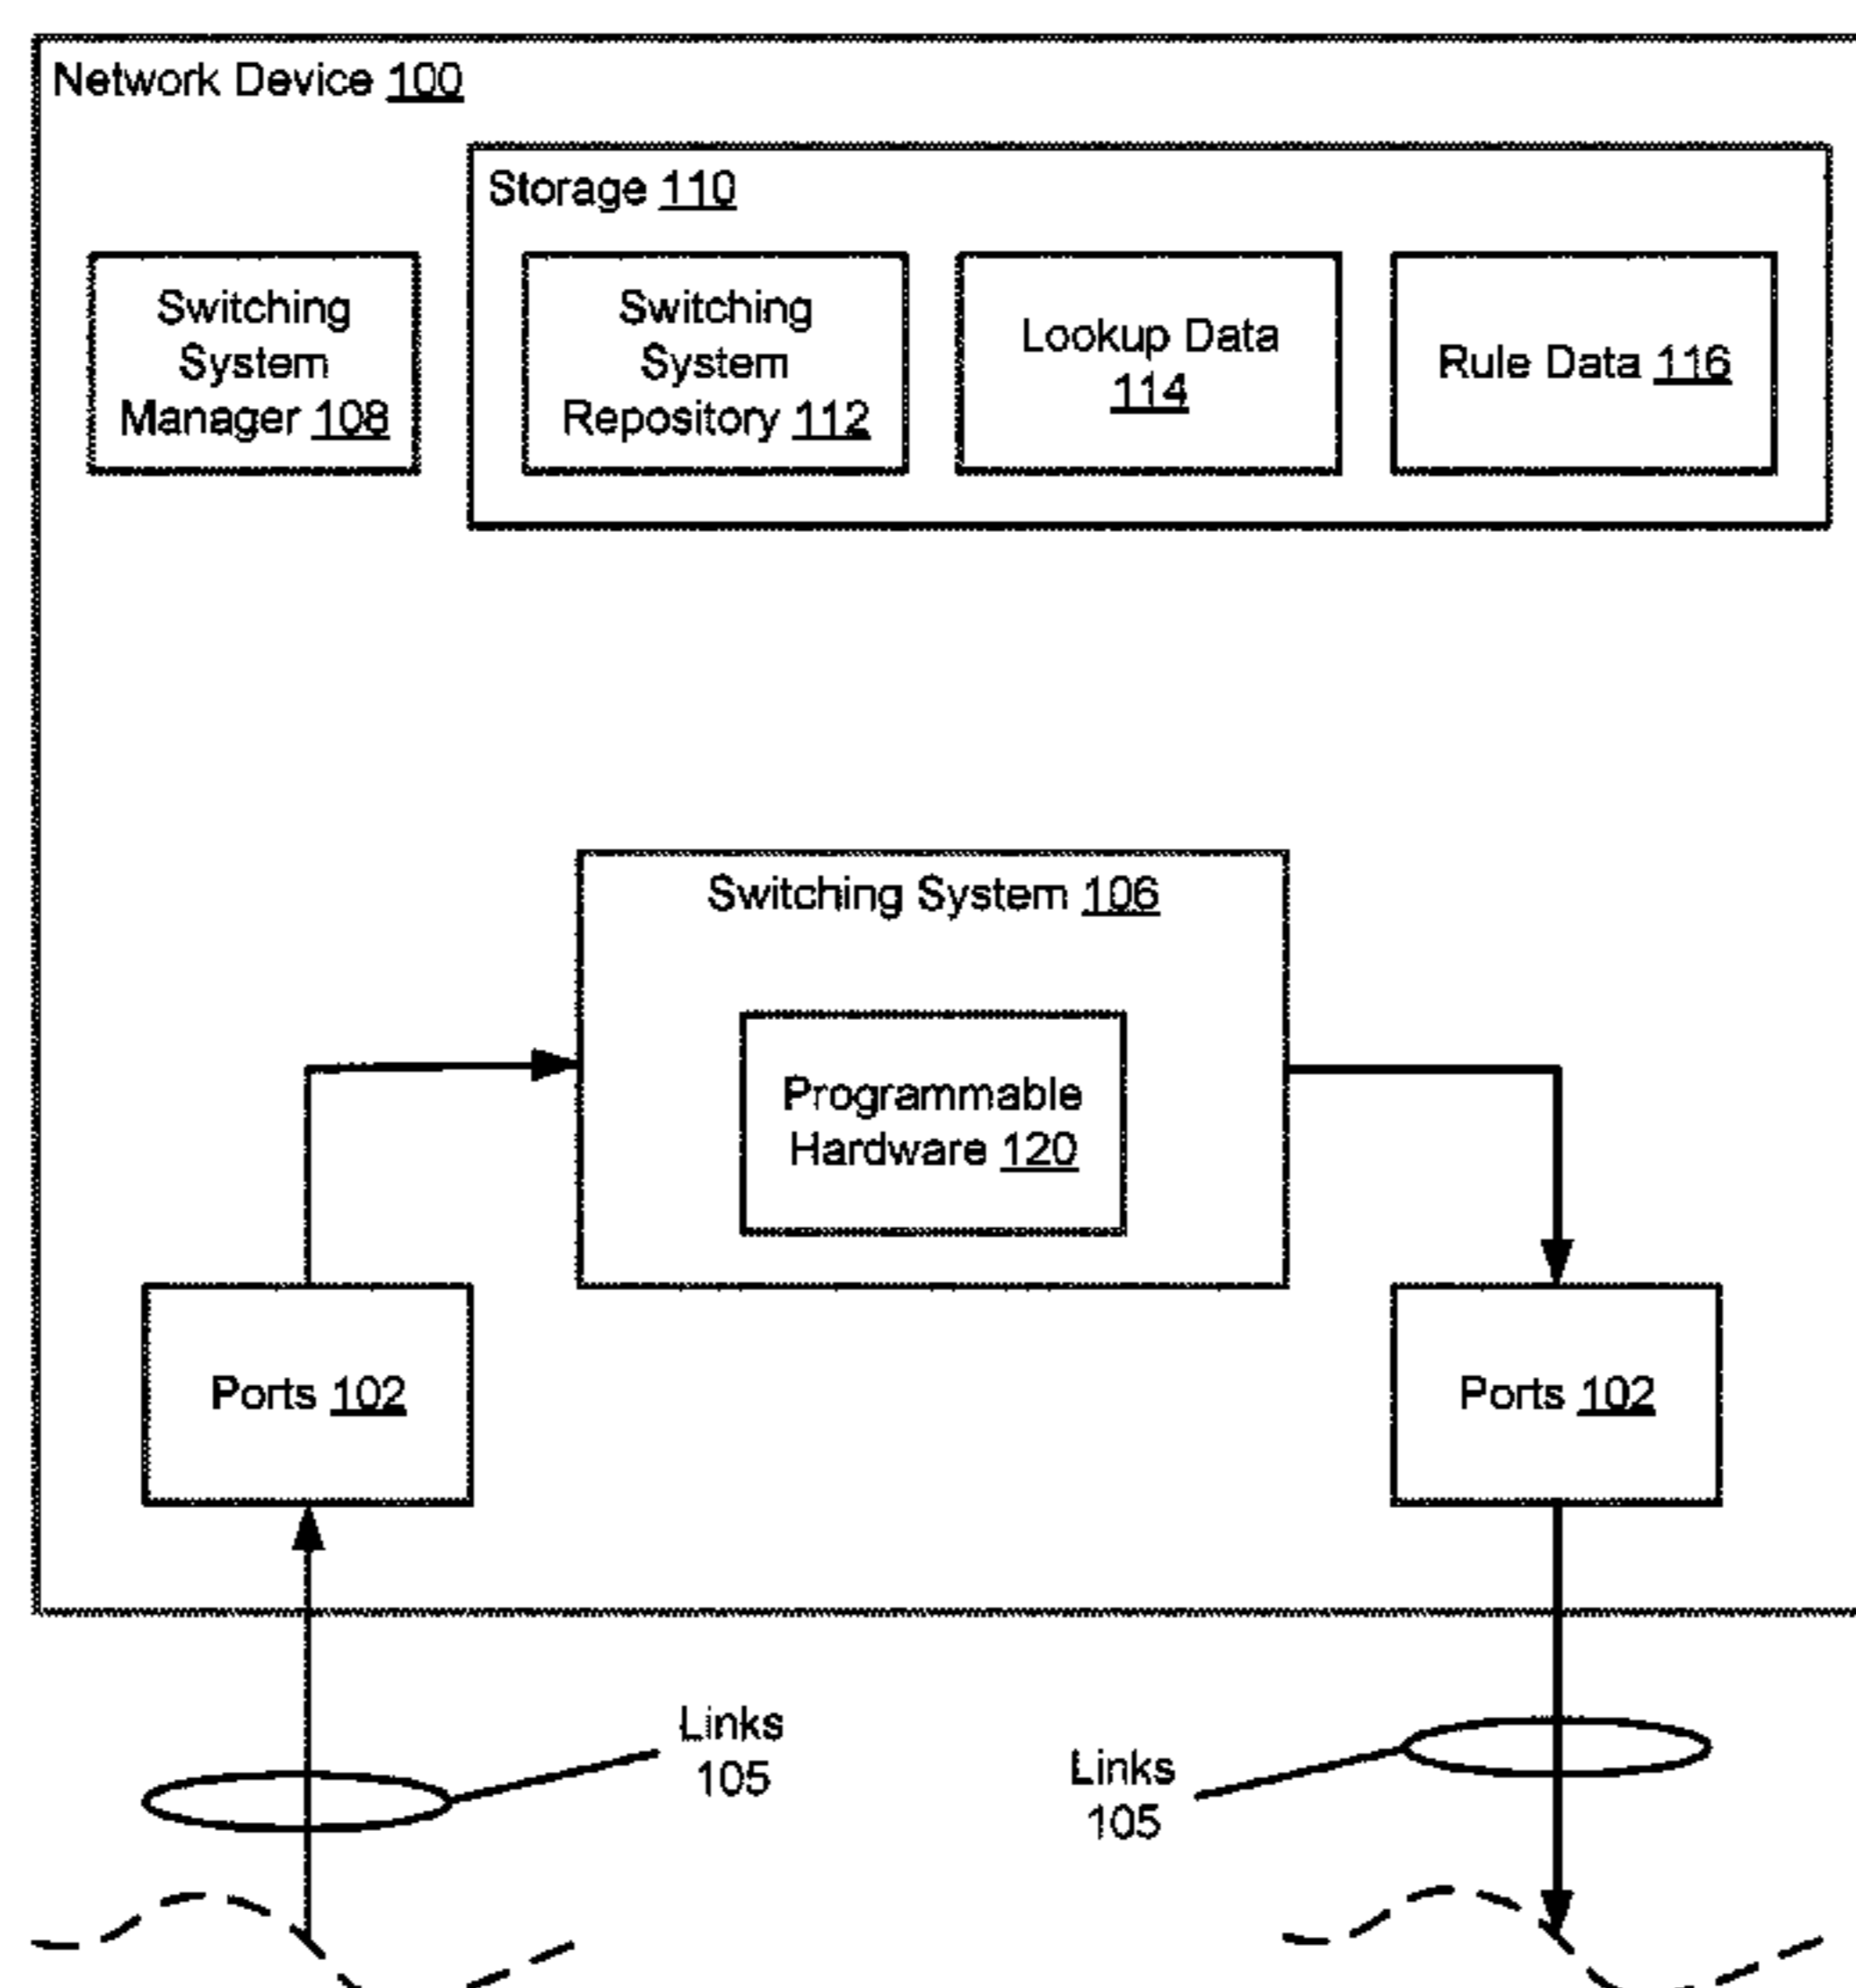 Network Device 100
Storage 110
Switching
System
Manager 108
Switching
System
Repository 112
Lookup Data
114
Rule Data 116
Switching System 106
Programmable
Hardware 120
Ports 102
Ports 102
Links
105
Links
105